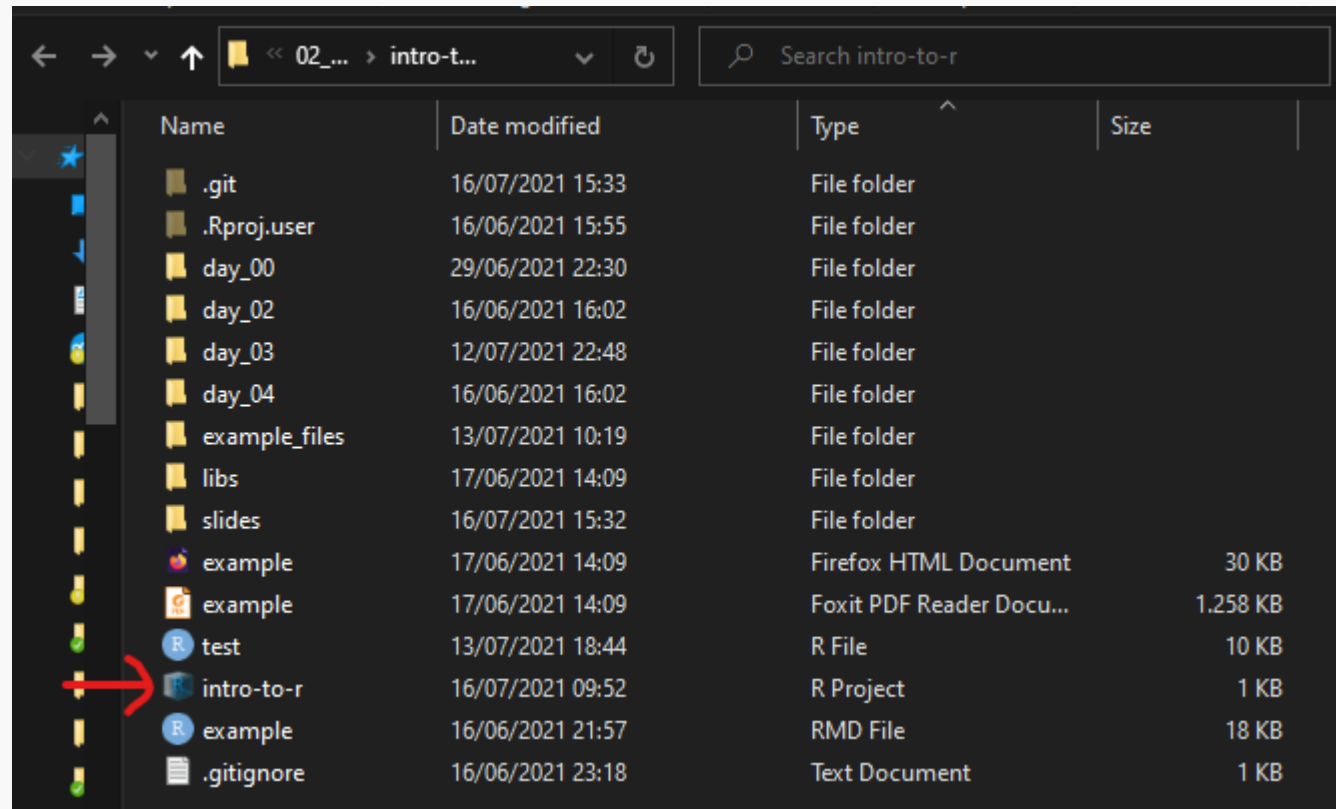 « 02_... › intro-t... Search intro-to-r
Name Date modified Type Size
.git 16/07/2021 15:33 File folder
.Rproj.user 16/06/2021 15:55 File folder
day_00 29/06/2021 22:30 File folder
day_02 16/06/2021 16:02 File folder
day_03 12/07/2021 22:48 File folder
day_04 16/06/2021 16:02 File folder
example_files 13/07/2021 10:19 File folder
libs 17/06/2021 14:09 File folder
slides 16/07/2021 15:32 File folder
example 17/06/2021 14:09 Firefox HTML Document 30 KB
example 17/06/2021 14:09 Foxit PDF Reader Docu... 1.258 KB
test 13/07/2021 18:44 R File 10 KB
intro-to-r 16/07/2021 09:52 R Project 1 KB
example 16/06/2021 21:57 RMD File 18 KB
.gitignore 16/06/2021 23:18 Text Document 1 KB